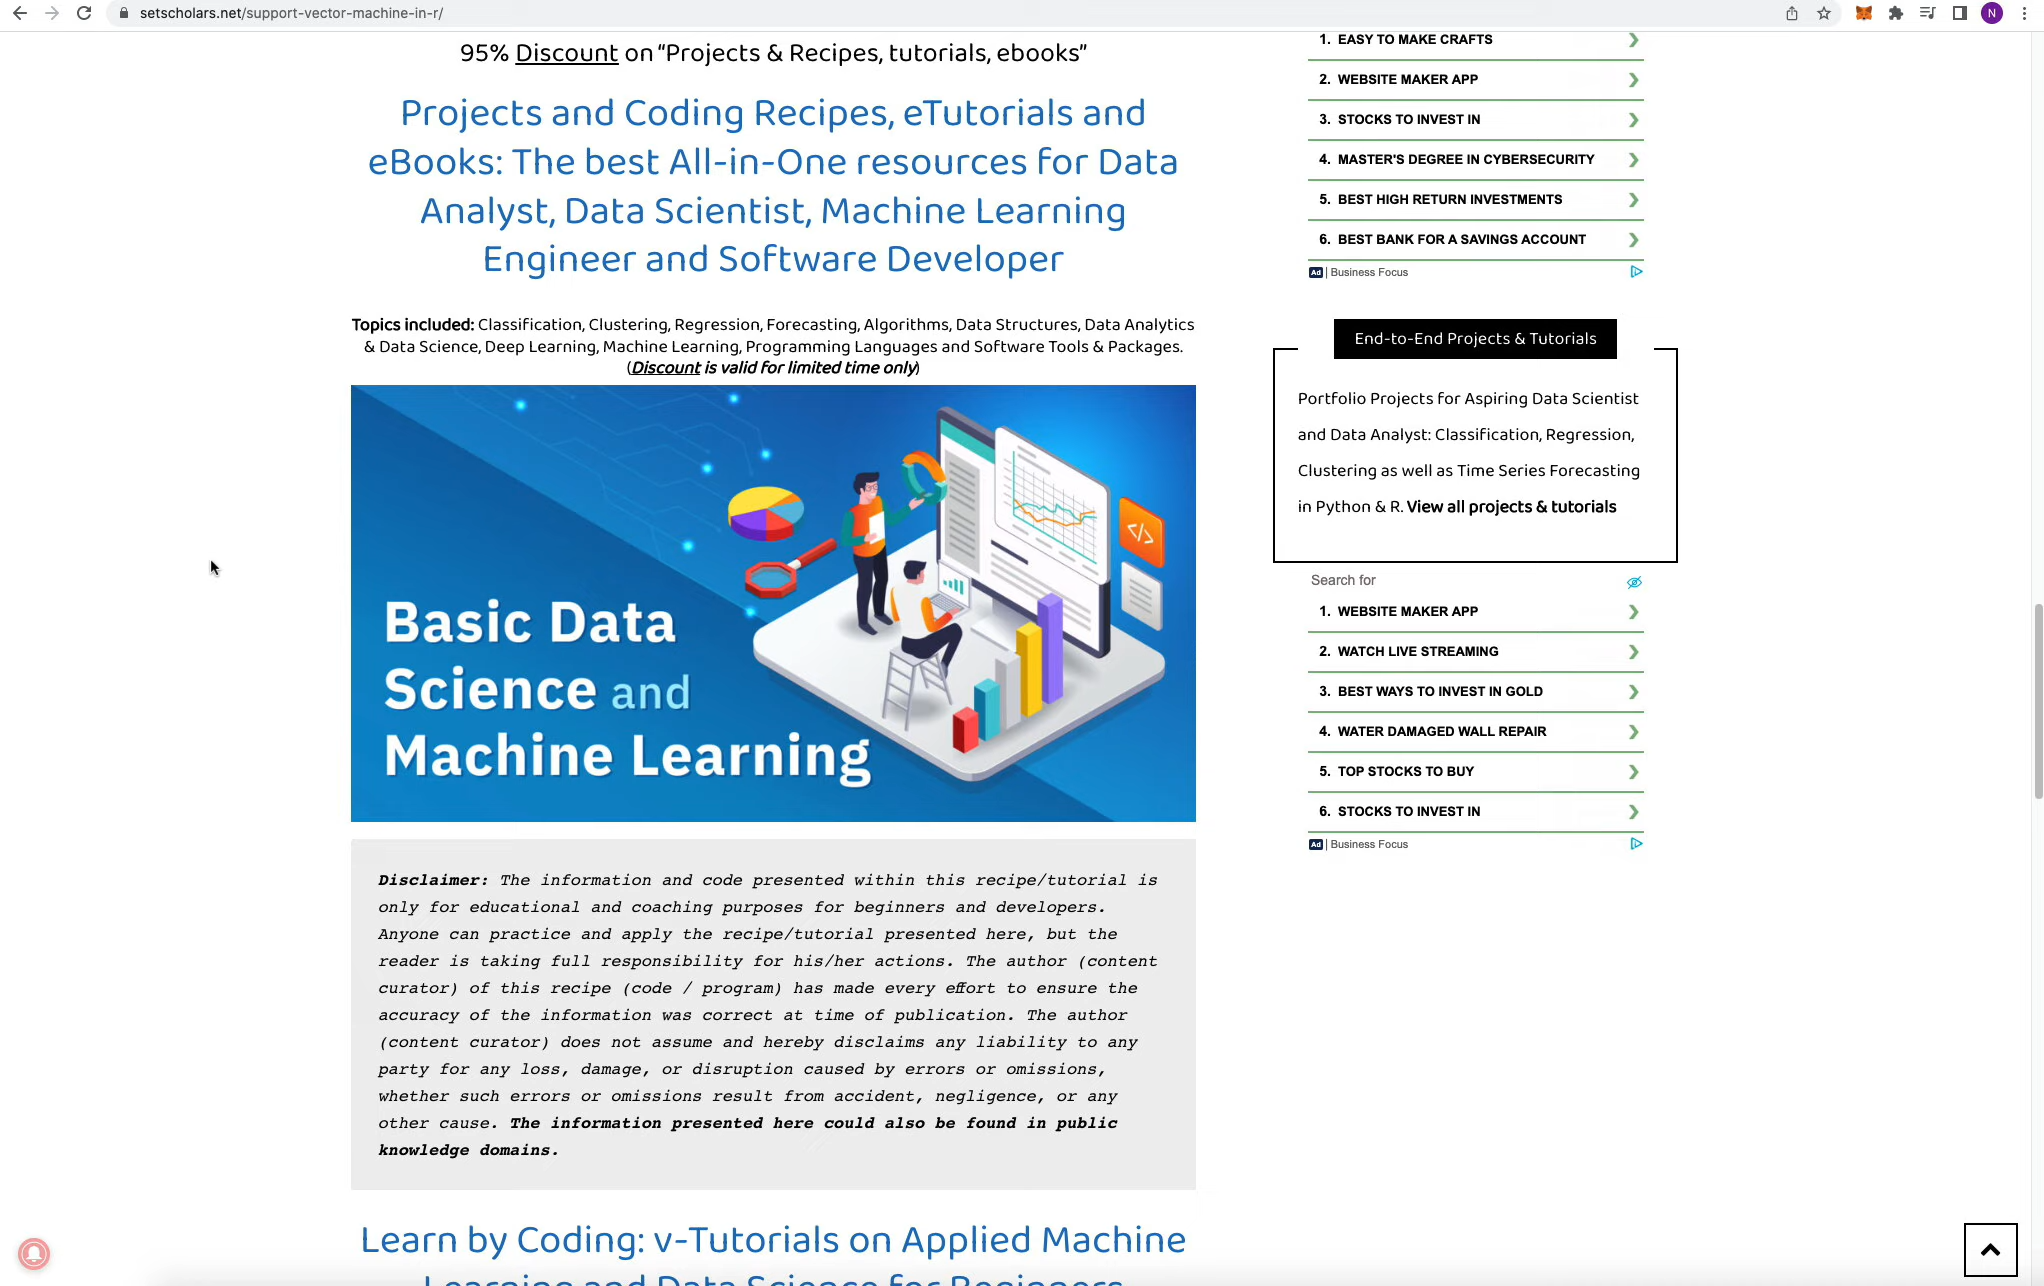 setscholars.net/support-vector-machine-in-r/
N
95% Discount on “Projects & Recipes, tutorials, ebooks”
Projects and Coding Recipes, eTutorials and
eBooks: The best All-in-One resources for Data
Analyst, Data Scientist, Machine Learning
Engineer and Software Developer
Topics included: Classification, Clustering, Regression, Forecasting, Algorithms, Data Structures, Data Analytics
& Data Science, Deep Learning, Machine Learning, Programming Languages and Software Tools & Packages.
(Discount is valid for limited time only)
</>
Basic Data
Science and
Machine Learning
Disclaimer: The information and code presented within this recipe/tutorial is
only for educational and coaching purposes for beginners and developers.
Anyone can practice and apply the recipe/tutorial presented here, but the
reader is taking full responsibility for his/her actions. The author (content
curator) of this recipe (code / program) has made every effort to ensure the
accuracy of the information was correct at time of publication. The author
(content curator) does not assume and hereby disclaims any liability to any
party for any loss, damage, or disruption caused by errors or omissions,
whether such errors or omissions result from accident, negligence, or any
other cause. The information presented here could also be found in public
knowledge domains.
Learn by Coding: v-Tutorials on Applied Machine
Learning and Data Science for Beginners
1. EASY TO MAKE CRAFTS
2. WEBSITE MAKER APP
3. STOCKS TO INVEST IN
4. MASTER'S DEGREE IN CYBERSECURITY
5. BEST HIGH RETURN INVESTMENTS
6. BEST BANK FOR A SAVINGS ACCOUNT
Ad | Business Focus
End-to-End Projects & Tutorials
Portfolio Projects for Aspiring Data Scientist
and Data Analyst: Classification, Regression,
Clustering as well as Time Series Forecasting
in Python & R. View all projects & tutorials
Search for
1. WEBSITE MAKER APP
2. WATCH LIVE STREAMING
3. BEST WAYS TO INVEST IN GOLD
4. WATER DAMAGED WALL REPAIR
5. TOP STOCKS TO BUY
6. STOCKS TO INVEST IN
Ad | Business Focus